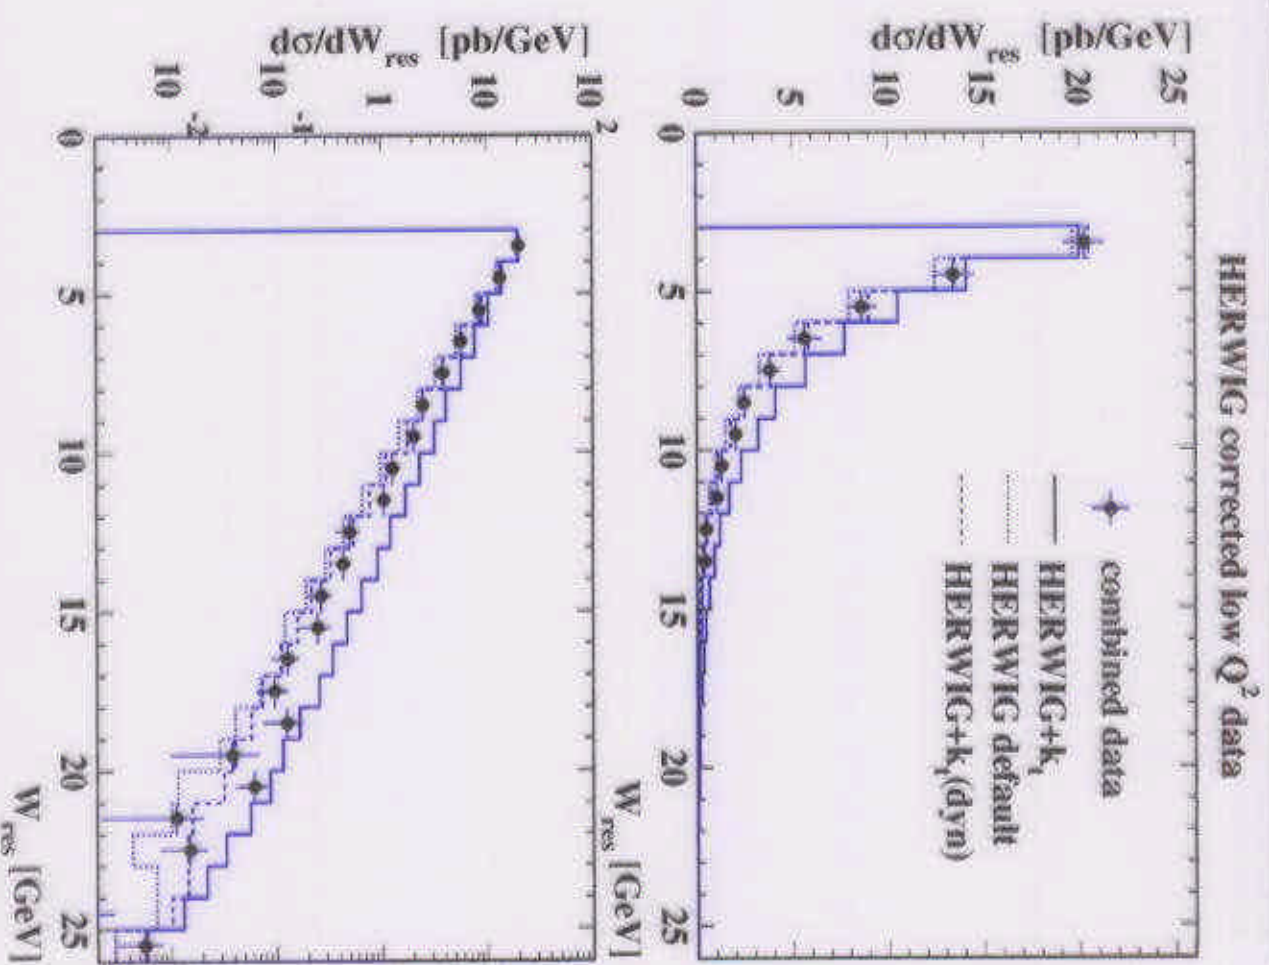 HERWIG corrected low Q² data
dσ/dW_res [pb/GeV]
25
20
15
10
5
0
combined data
HERWIG+k_t
HERWIG default
HERWIG+k_t(dyn)
0 5 10 15 20 25
W_res [GeV]
dσ/dW_res [pb/GeV]
10²
10
1
10⁻¹
10⁻²
0 5 10 15 20 25
W_res [GeV]